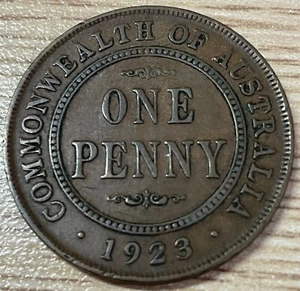 COMMONWEALTH OF AUSTRALIA
ONE
PENNY
· 1923 ·